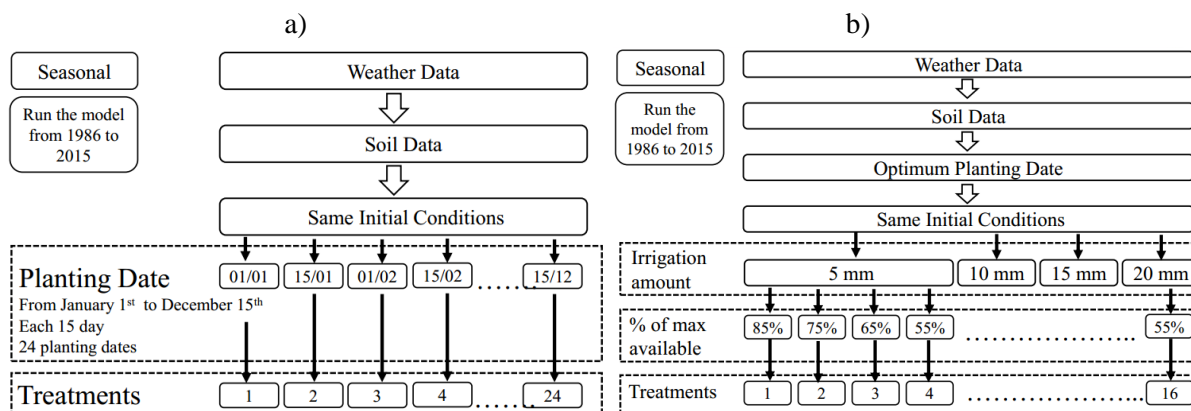 a)
Seasonal
Run the model
from 1986 to
2015
Weather Data
Soil Data
Same Initial Conditions
Planting Date
From January 1st to December 15th
Each 15 day
24 planting dates
01/01 15/01 01/02 15/02 ....... 15/12
Treatments
1 2 3 4 ...... 24
b)
Seasonal
Run the
model from
1986 to 2015
Weather Data
Soil Data
Optimum Planting Date
Same Initial Conditions
Irrigation
amount
5 mm 10 mm 15 mm 20 mm
% of max
available
85% 75% 65% 55% ..................... 55%
Treatments
1 2 3 4 ..................... 16